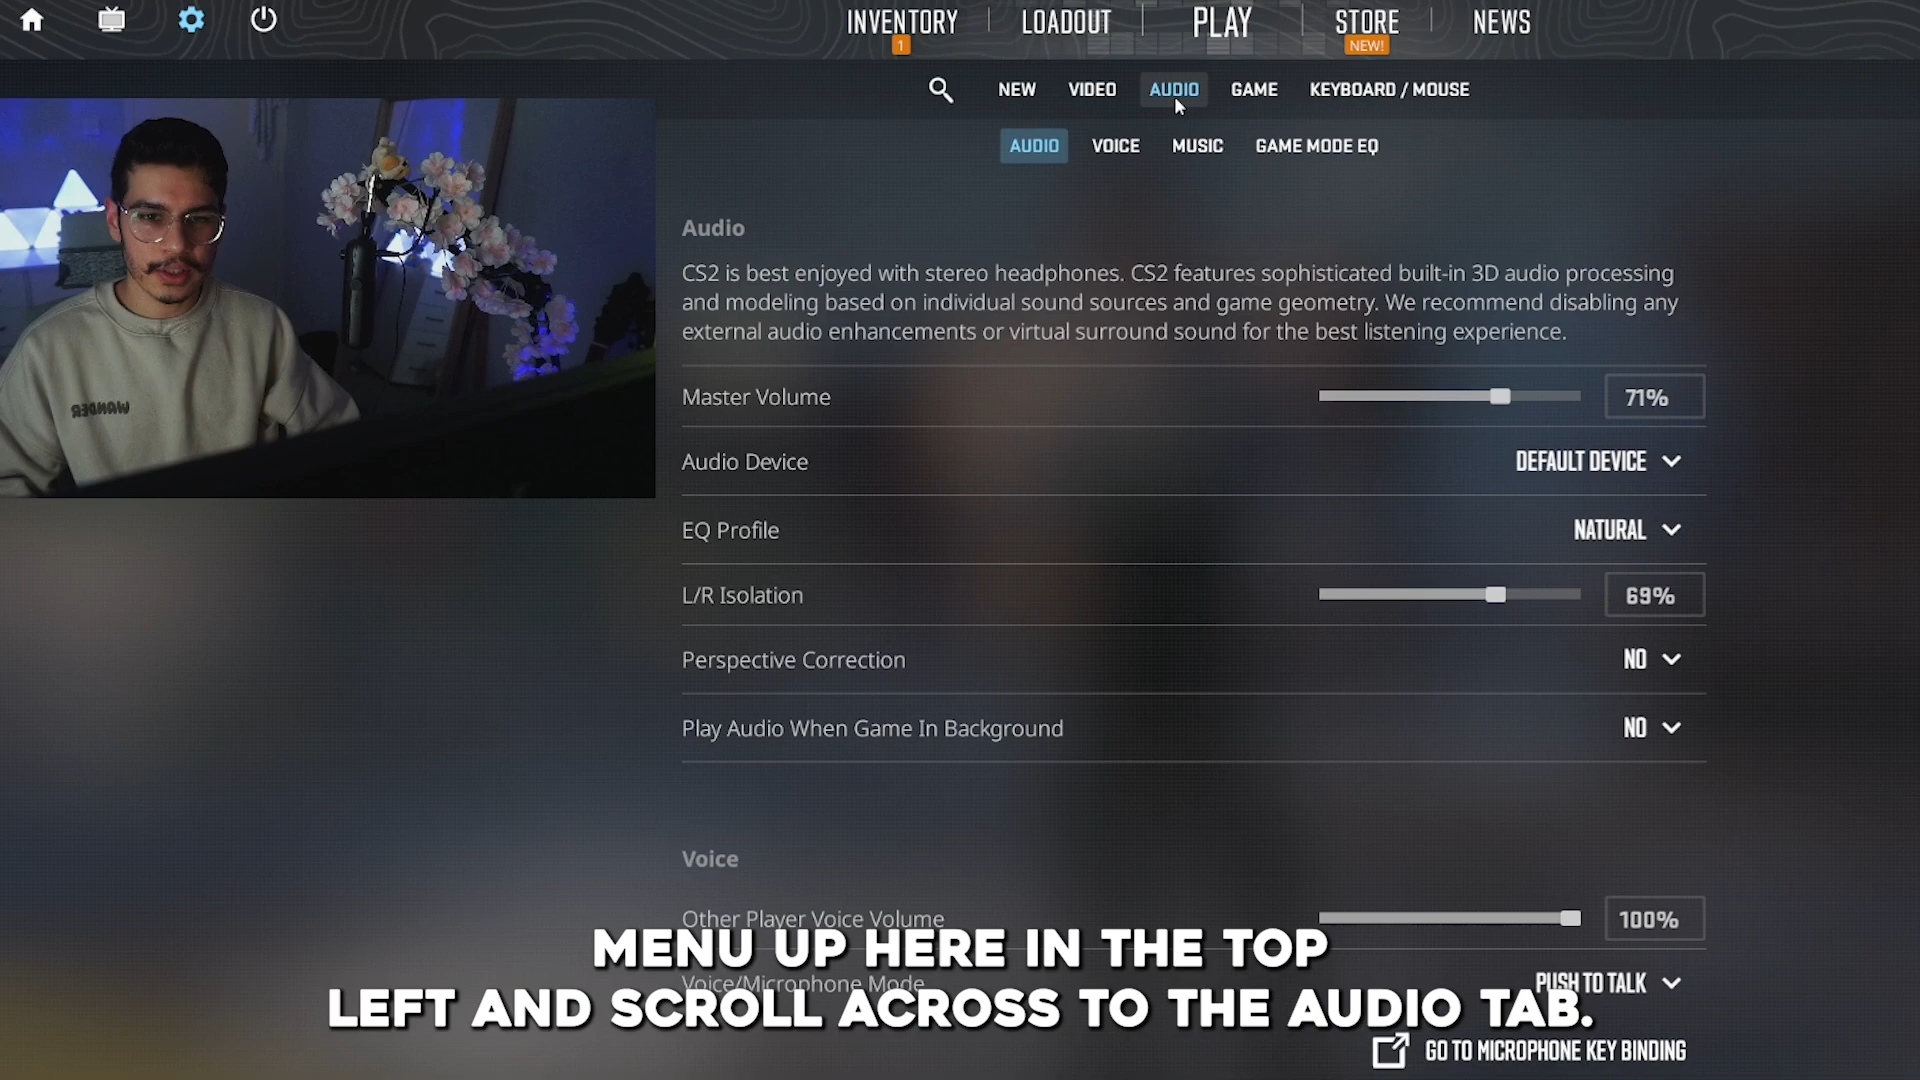 INVENTORY
1
LOADOUT
PLAY
STORE
NEW!
NEWS
NEW
VIDEO
AUDIO
GAME
KEYBOARD / MOUSE
AUDIO
VOICE
MUSIC
GAME MODE EQ
WANDER
Audio
CS2 is best enjoyed with stereo headphones. CS2 features sophisticated built-in 3D audio processing
and modeling based on individual sound sources and game geometry. We recommend disabling any
external audio enhancements or virtual surround sound for the best listening experience.
Master Volume
71%
Audio Device
DEFAULT DEVICE
EQ Profile
NATURAL
L/R Isolation
69%
Perspective Correction
NO
Play Audio When Game In Background
NO
Voice
Other Player Voice Volume
100%
MENU UP HERE IN THE TOP
Voice/Microphone Mode
PUSH TO TALK
LEFT AND SCROLL ACROSS TO THE AUDIO TAB.
GO TO MICROPHONE KEY BINDING